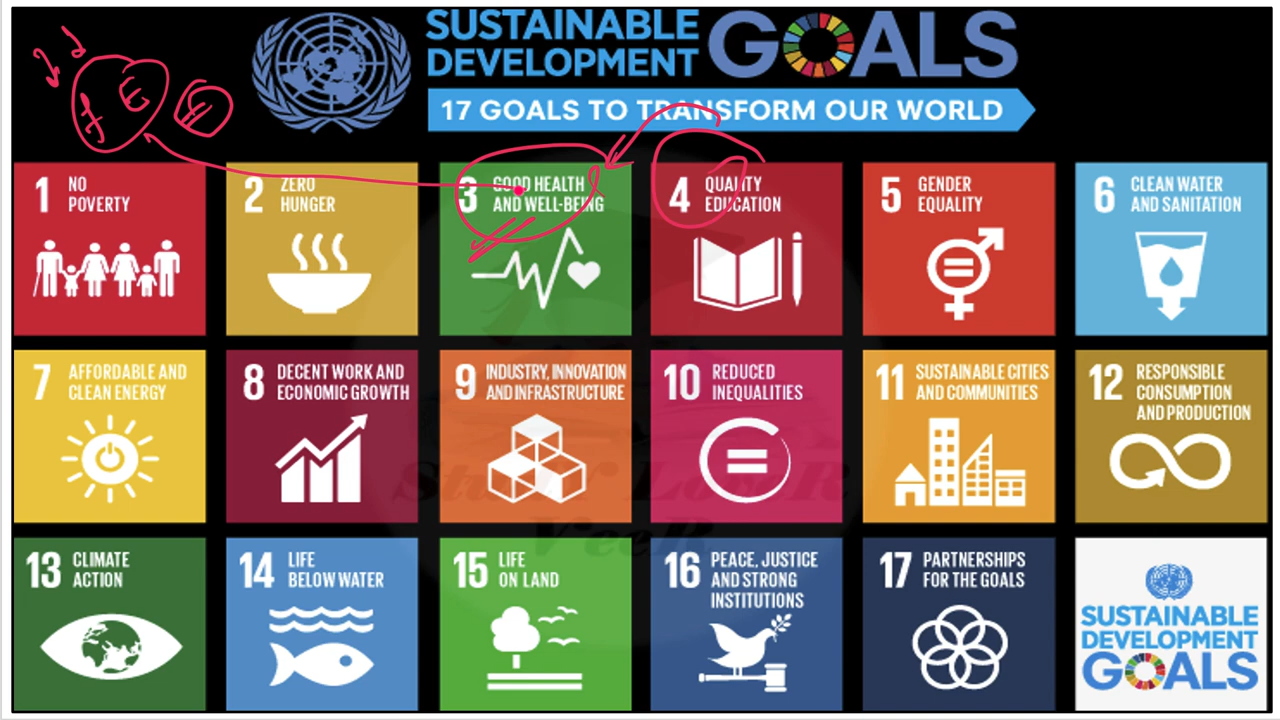 SUSTAINABLE
DEVELOPMENT
GOALS
17 GOALS TO TRANSFORM OUR WORLD
1 NO
POVERTY
2 ZERO
HUNGER
3 GOOD HEALTH
AND WELL-BEING
4 QUALITY
EDUCATION
5 GENDER
EQUALITY
6 CLEAN WATER
AND SANITATION
7 AFFORDABLE AND
CLEAN ENERGY
8 DECENT WORK AND
ECONOMIC GROWTH
9 INDUSTRY, INNOVATION
AND INFRASTRUCTURE
10 REDUCED
INEQUALITIES
11 SUSTAINABLE CITIES
AND COMMUNITIES
12 RESPONSIBLE
CONSUMPTION
AND PRODUCTION
13 CLIMATE
ACTION
14 LIFE
BELOW WATER
15 LIFE
ON LAND
16 PEACE, JUSTICE
AND STRONG
INSTITUTIONS
17 PARTNERSHIPS
FOR THE GOALS
SUSTAINABLE
DEVELOPMENT
GOALS